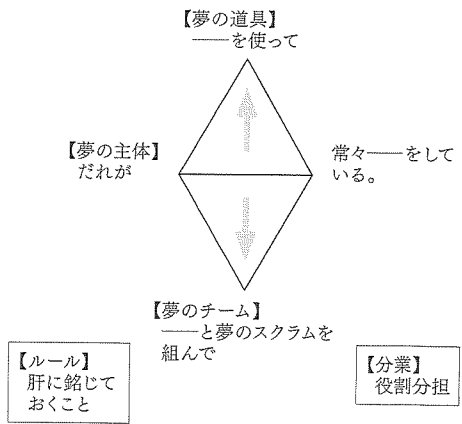 【夢の道具】
――を使って
【夢の主体】
だれが
常々――をして
いる。
【夢のチーム】
――と夢のスクラムを
組んで
【ルール】
肝に銘じて
おくこと
【分業】
役割分担